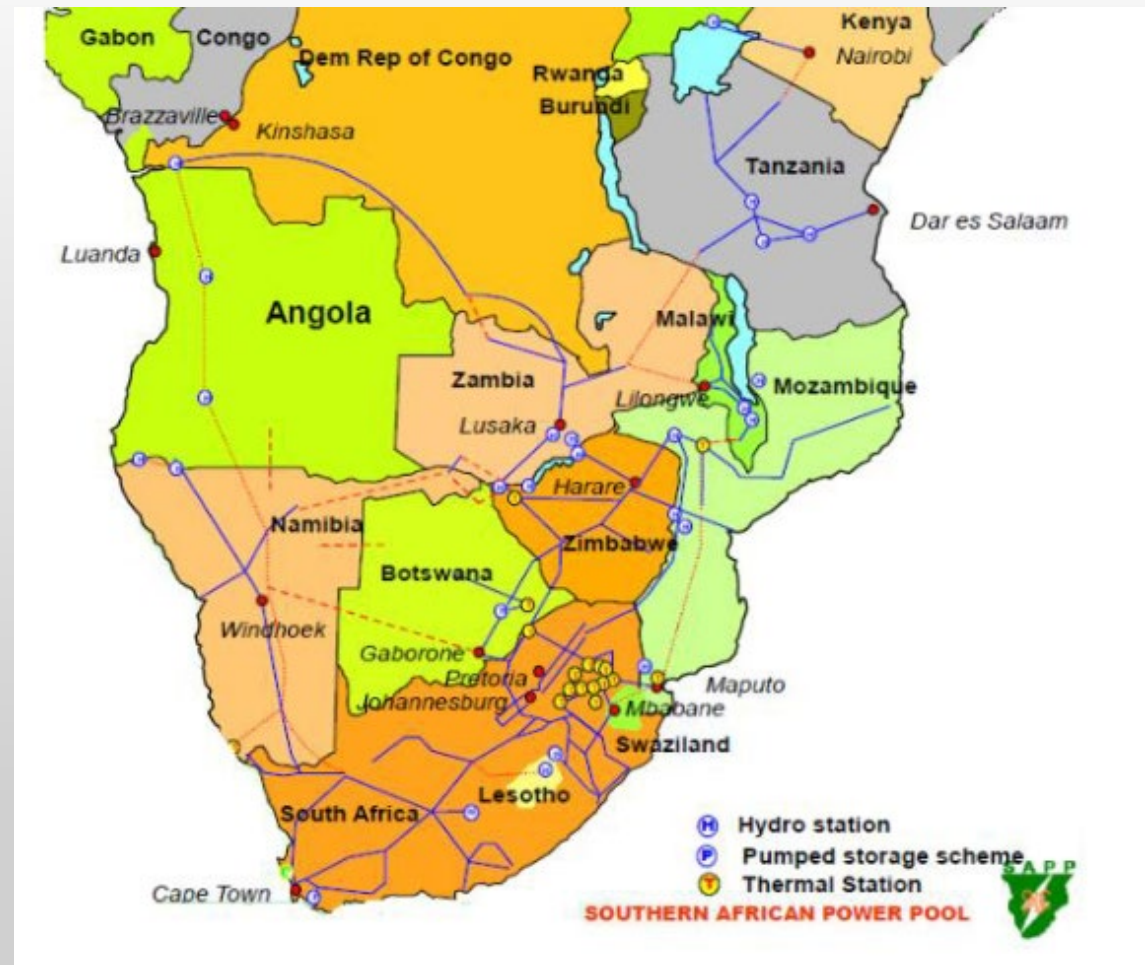 Gabon
Congo
Kenya
Dem Rep of Congo
Nairobi
Rwanda
Burundi
Brazzaville
Kinshasa
Tanzania
Dar es Salaam
Luanda
Angola
Malawi
Zambia
Mozambique
Lilongwe
Lusaka
Harare
Namibia
Zimbabwe
Botswana
Windhoek
Gaborone
Pretoria
Maputo
Johannesburg
Mbabane
Swaziland
Lesotho
South Africa
Cape Town
H Hydro station
P Pumped storage scheme
T Thermal Station
SOUTHERN AFRICAN POWER POOL
SAPP